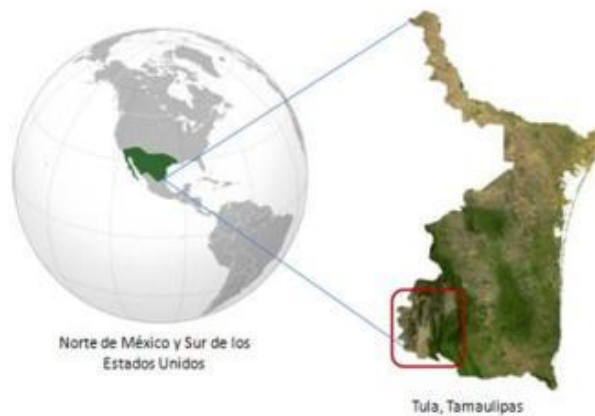 Norte de México y Sur de los
Estados Unidos
Tula, Tamaulipas